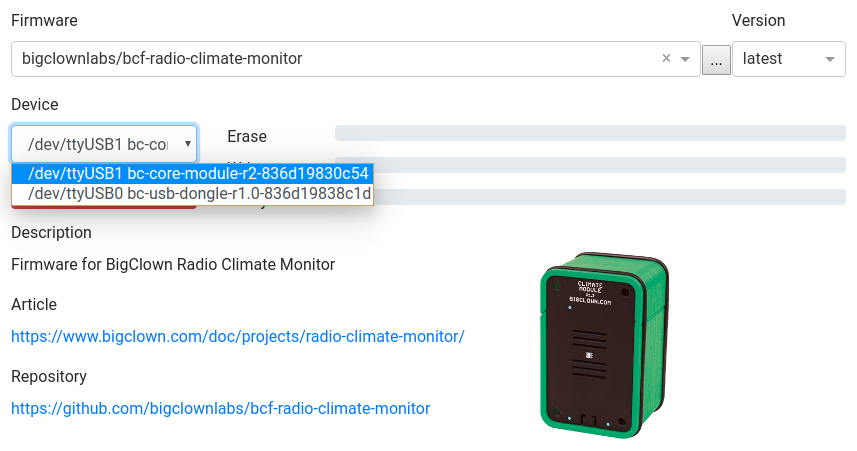 Firmware
Version
bigclownlabs/bcf-radio-climate-monitor
× ...
latest
Device
/dev/ttyUSB1 bc-co
Erase
/dev/ttyUSB1 bc-core-module-r2-836d19830c54
/dev/ttyUSB0 bc-usb-dongle-r1.0-836d19838c1d
Description
Firmware for BigClown Radio Climate Monitor
Article
https://www.bigclown.com/doc/projects/radio-climate-monitor/
Repository
https://github.com/bigclownlabs/bcf-radio-climate-monitor
CLIMATE
MODULE
BIGCLOWN.COM